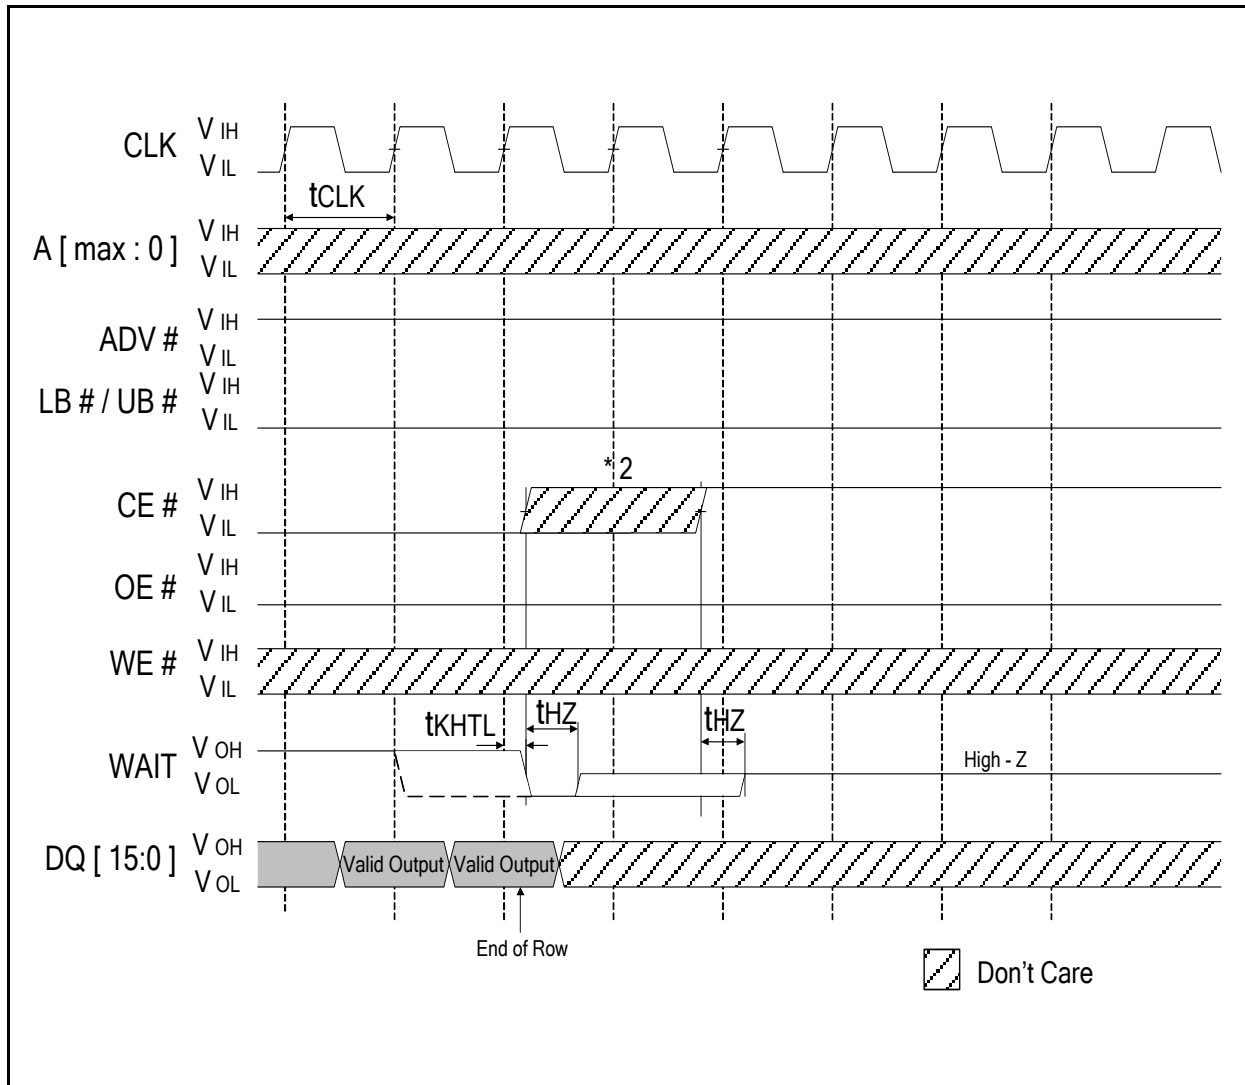 CLK V IH
V IL
tCLK
A [ max : 0 ] V IH
V IL
ADV # V IH
V IL
LB # / UB # V IH
V IL
* 2
CE # V IH
V IL
OE # V IH
V IL
WE # V IH
V IL
tKHTL tHZ tHZ
WAIT V OH
V OL
High - Z
DQ [ 15:0 ] V OH
V OL
Valid Output Valid Output
End of Row
Don't Care